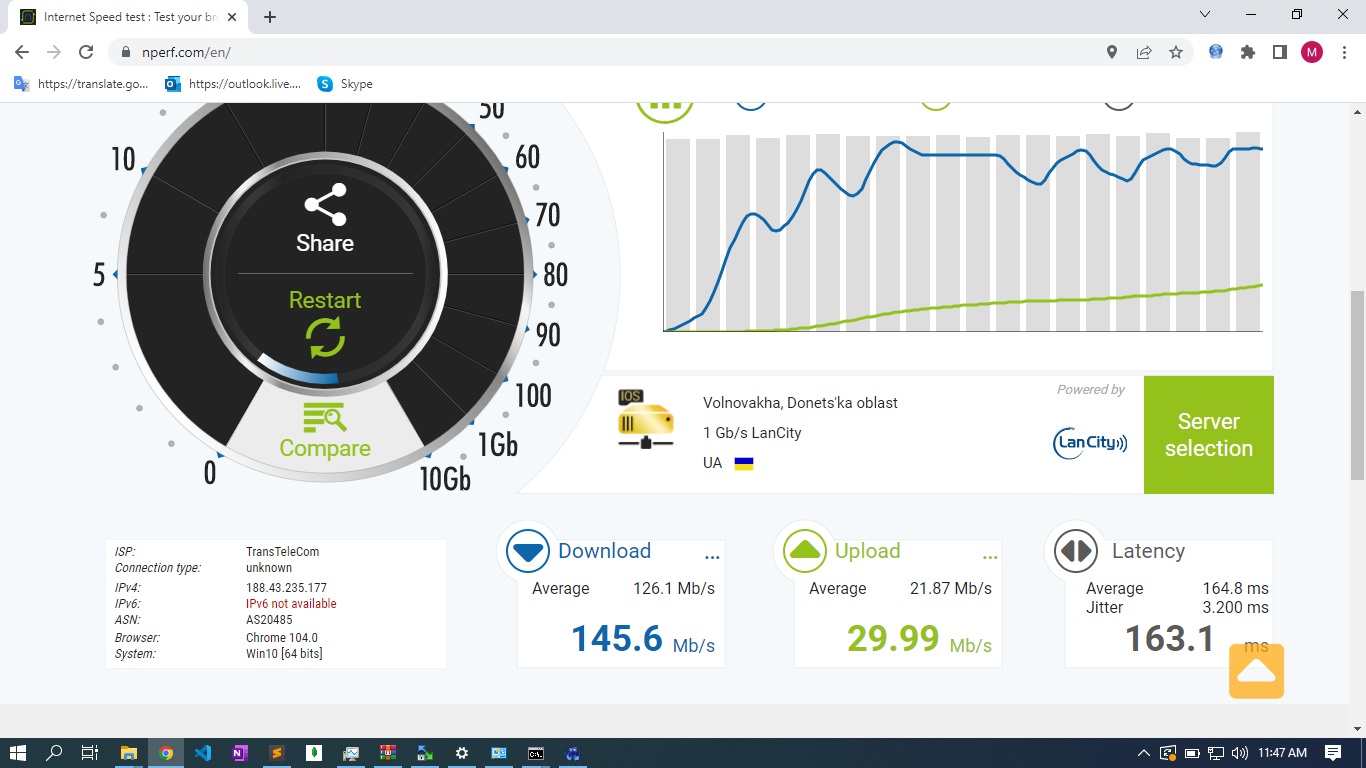 Internet Speed test : Test your bro
nperf.com/en/
M
https://translate.go...
https://outlook.live....
Skype
50
10
60
70
5
80
90
100
1Gb
0
10Gb
Share
Restart
Compare
IOS
Volnovakha, Donets'ka oblast
1 Gb/s LanCity
UA
Powered by
LanCity
Server
selection
ISP: TransTeleCom
Connection type: unknown
IPv4: 188.43.235.177
IPv6: IPv6 not available
ASN: AS20485
Browser: Chrome 104.0
System: Win10 [64 bits]
Download ...
Average 126.1 Mb/s
145.6 Mb/s
Upload ...
Average 21.87 Mb/s
29.99 Mb/s
Latency
Average 164.8 ms
Jitter 3.200 ms
163.1 ms
11:47 AM